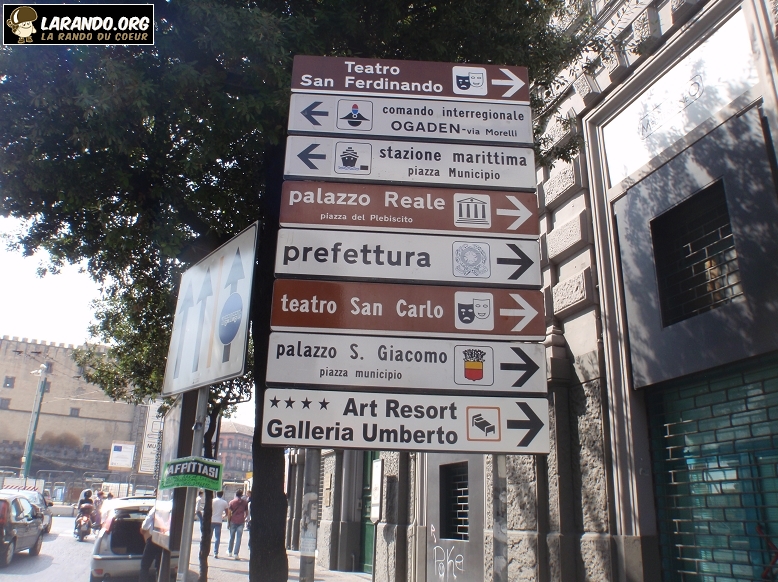 LARANDO.ORG
LA RANDO DU COEUR
Teatro
San Ferdinando
comando interregionale
OGADEN-via Morelli
stazione marittima
piazza Municipio
palazzo Reale
piazza del Plebiscito
prefettura
teatro San Carlo
palazzo S. Giacomo
piazza municipio
★★★★ Art Resort
Galleria Umberto
AFFITTASI